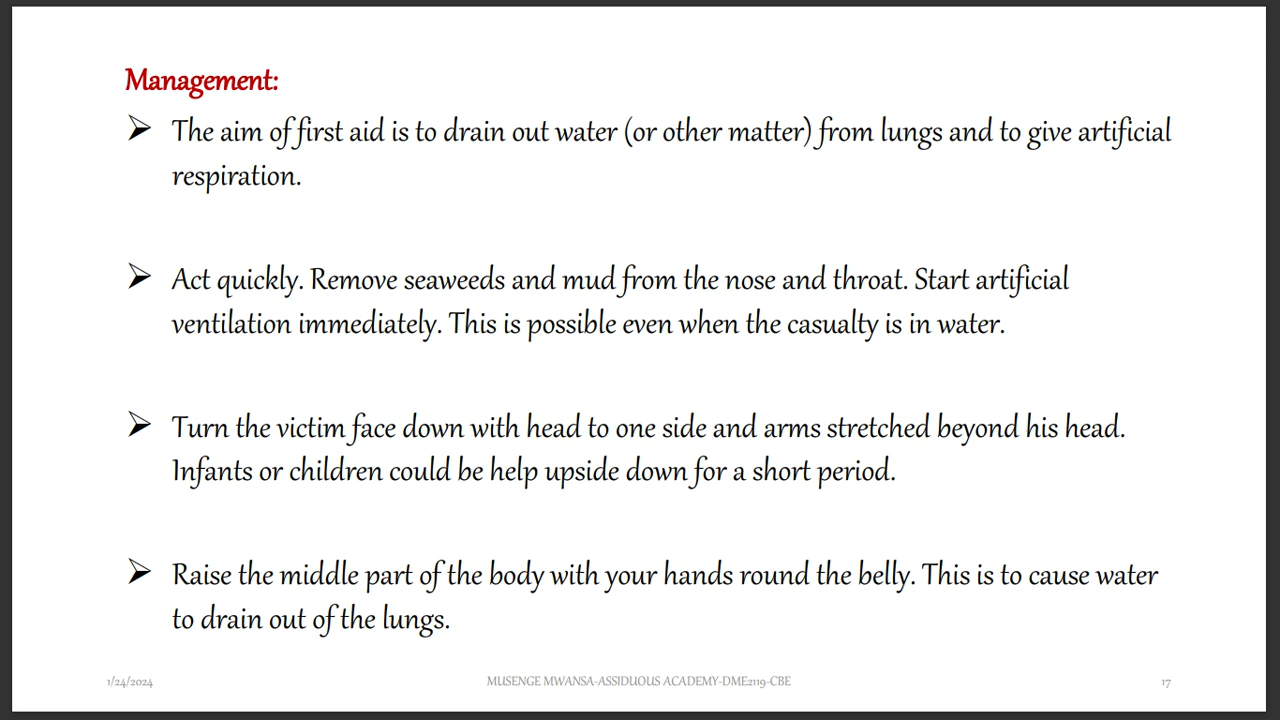 Management:
➢ The aim of first aid is to drain out water (or other matter) from lungs and to give artificial
respiration.
➢ Act quickly. Remove seaweeds and mud from the nose and throat. Start artificial
ventilation immediately. This is possible even when the casualty is in water.
➢ Turn the victim face down with head to one side and arms stretched beyond his head.
Infants or children could be help upside down for a short period.
➢ Raise the middle part of the body with your hands round the belly. This is to cause water
to drain out of the lungs.
1/24/2024 MUSENGE MWANSA-ASSIDUOUS ACADEMY-DME2119-CBE 17